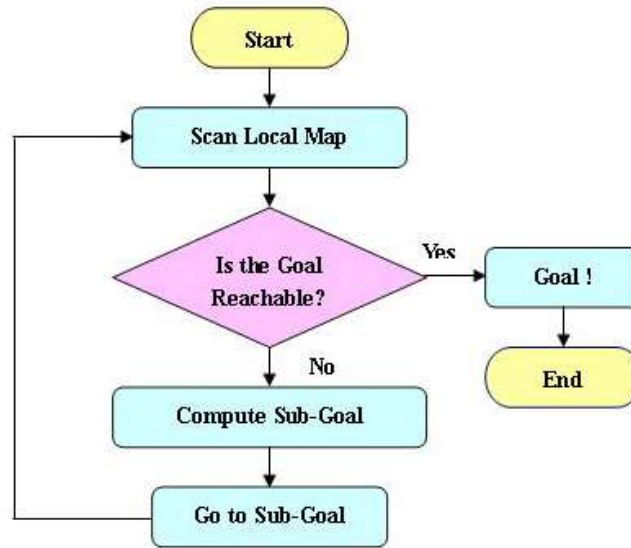 Start
Scan Local Map
Is the Goal
Reachable?
Yes
Goal !
End
No
Compute Sub-Goal
Go to Sub-Goal